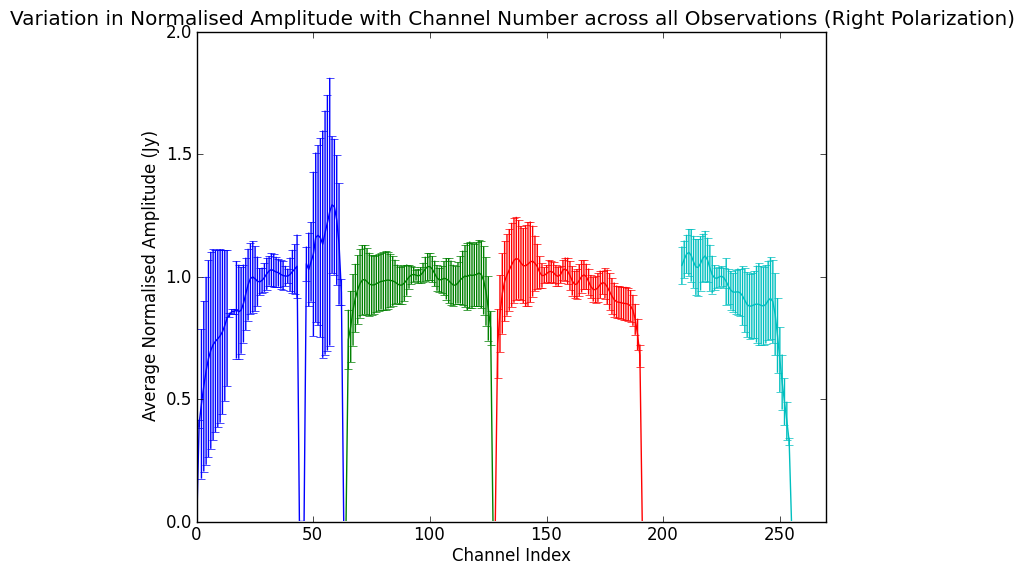 Variation in Normalised Amplitude with Channel Number across all Observations (Right Polarization)
Average Normalised Amplitude (Jy)
2.0
1.5
1.0
0.5
0.0
0 50 100 150 200 250
Channel Index